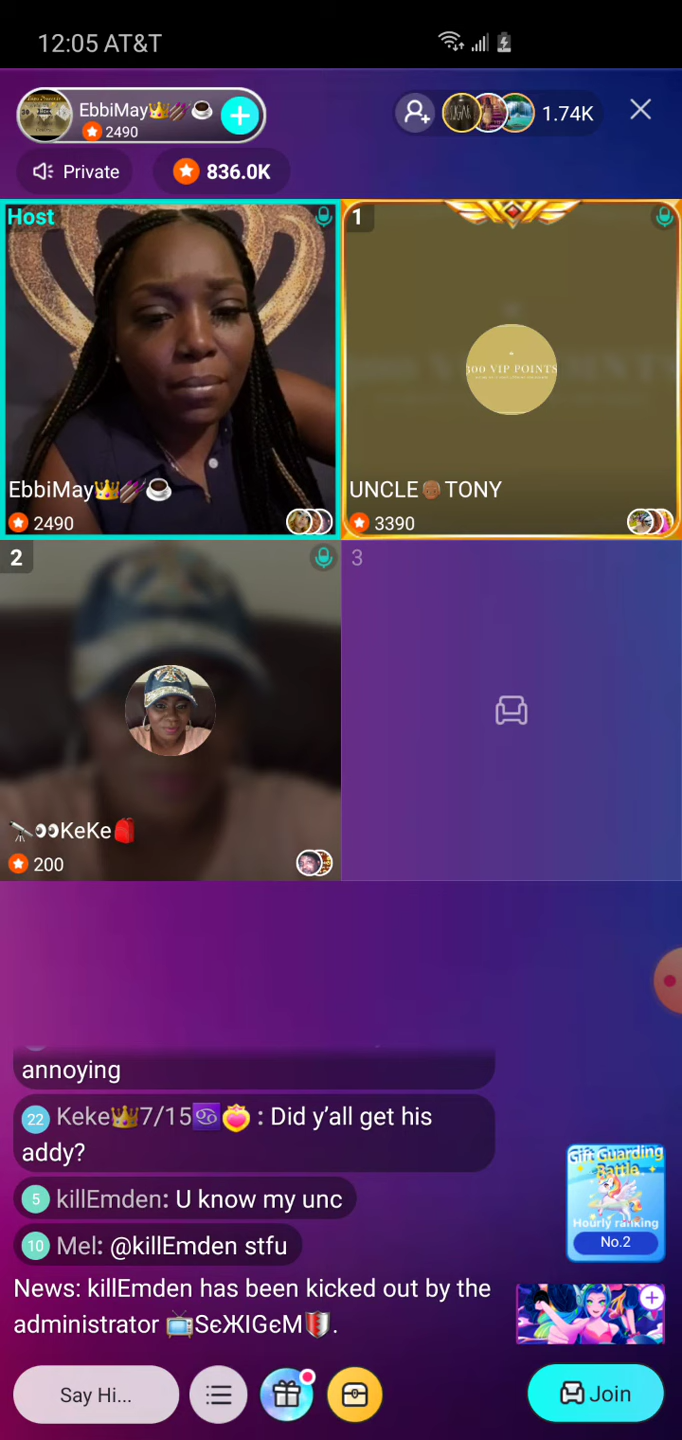 12:05 AT&T
EbbiMay👑💅🏾☕
2490
1.74K
Private
836.0K
Host
1
300 VIP POINTS
EbbiMay👑💅🏾☕
2490
UNCLE👴🏾TONY
3390
2
3
🔭👀KeKe🎒
200
annoying
22 Keke👑7/15♋😍 : Did y'all get his
addy?
5 killEmden: U know my unc
10 Mel: @killEmden stfu
News: killEmden has been kicked out by the
administrator 📺SєЖIGєM🛡.
Gift Guarding
Battle
Hourly ranking
No.2
Say Hi...
Join